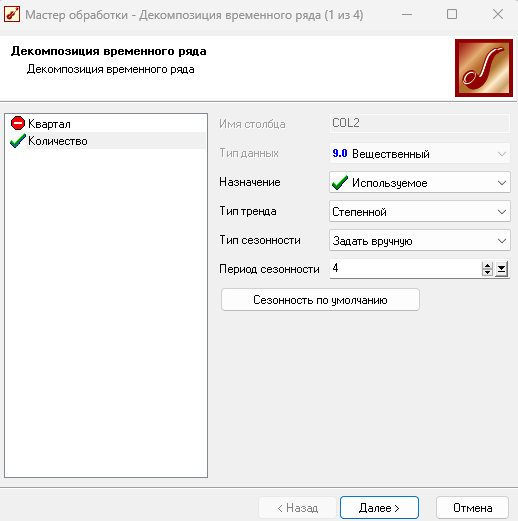 Мастер обработки - Декомпозиция временного ряда (1 из 4)
Декомпозиция временного ряда
Декомпозиция временного ряда
Квартал
Количество
Имя столбца COL2
Тип данных 9.0 Вещественный
Назначение Используемое
Тип тренда Степенной
Тип сезонности Задать вручную
Период сезонности 4
Сезонность по умолчанию
< Назад Далее > Отмена